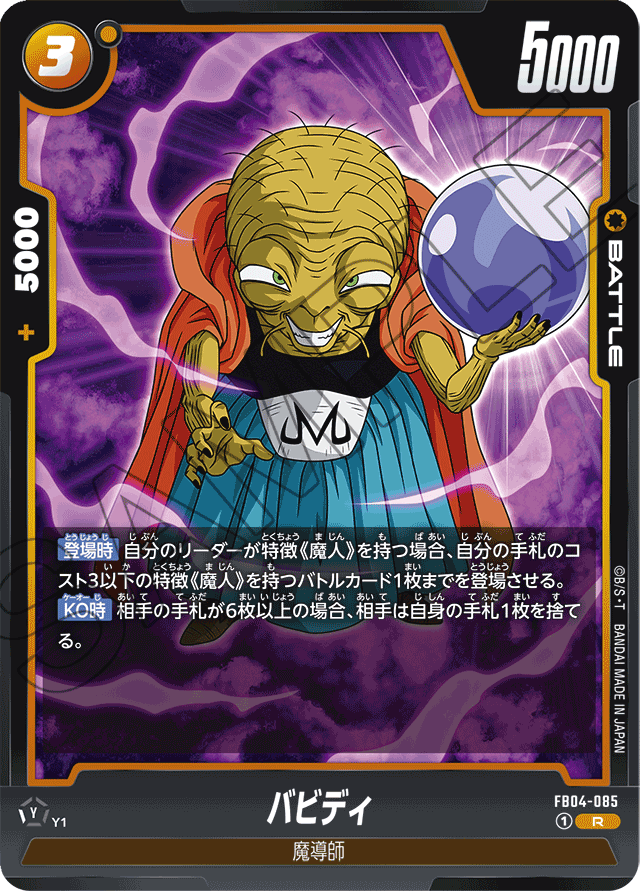 3
5000
+ 5000
BATTLE
SAMPLE
M
登場時 自分のリーダーが特徴《魔人》を持つ場合、自分の手札のコ
スト3以下の特徴《魔人》を持つバトルカード1枚までを登場させる。
KO時 相手の手札が6枚以上の場合、相手は自身の手札1枚を捨て
る。
©B/S・T BANDAI MADE IN JAPAN
Y Y1
バビディ
FB04-085
1 R
魔導師